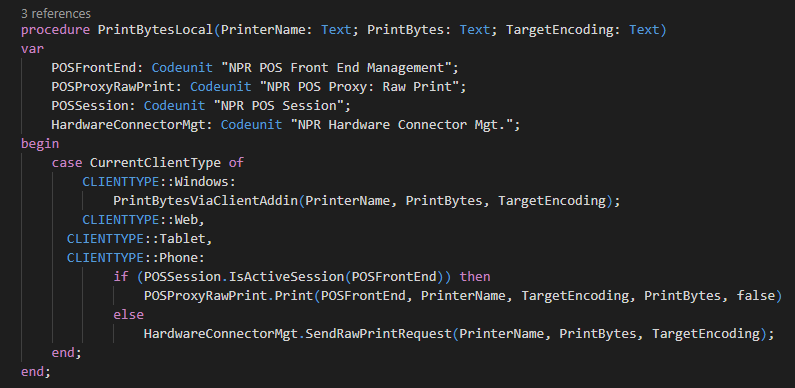 3 references
procedure PrintBytesLocal(PrinterName: Text; PrintBytes: Text; TargetEncoding: Text)
var
    POSFrontEnd: Codeunit "NPR POS Front End Management";
    POSProxyRawPrint: Codeunit "NPR POS Proxy: Raw Print";
    POSSession: Codeunit "NPR POS Session";
    HardwareConnectorMgt: Codeunit "NPR Hardware Connector Mgt.";
begin
    case CurrentClientType of
        CLIENTTYPE::Windows:
            PrintBytesViaClientAddin(PrinterName, PrintBytes, TargetEncoding);
        CLIENTTYPE::Web,
      CLIENTTYPE::Tablet,
      CLIENTTYPE::Phone:
            if (POSSession.IsActiveSession(POSFrontEnd)) then
                POSProxyRawPrint.Print(POSFrontEnd, PrinterName, TargetEncoding, PrintBytes, false)
            else
                HardwareConnectorMgt.SendRawPrintRequest(PrinterName, PrintBytes, TargetEncoding);
    end;
end;